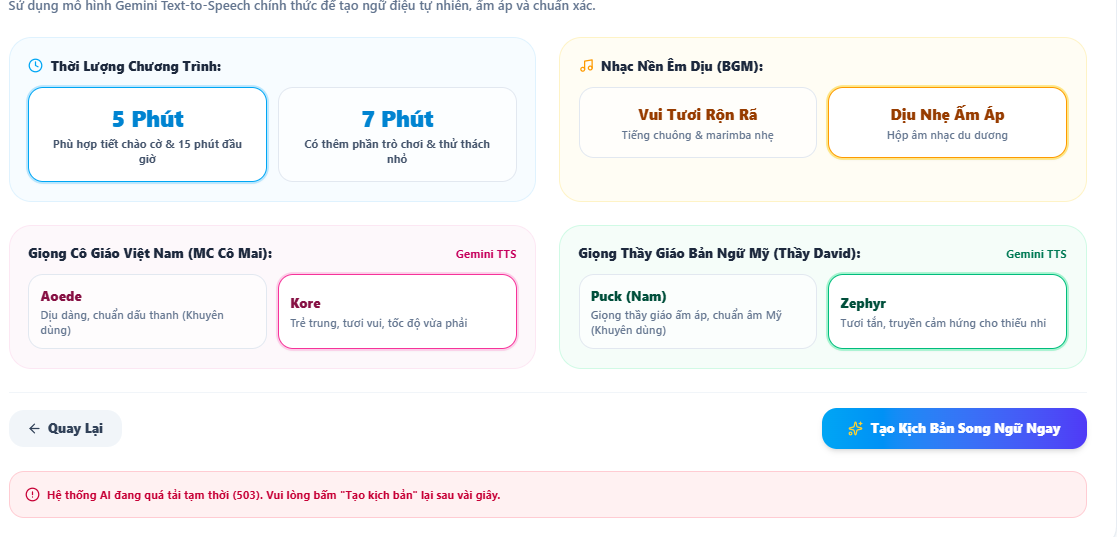 Sử dụng mô hình Gemini Text-to-Speech chính thức để tạo ngữ điệu tự nhiên, ấm áp và chuẩn xác.
Thời Lượng Chương Trình:
5 Phút
Phù hợp tiết chào cờ & 15 phút đầu
giờ
7 Phút
Có thêm phần trò chơi & thử thách
nhỏ
Nhạc Nền Êm Dịu (BGM):
Vui Tươi Rộn Rã
Tiếng chuông & marimba nhẹ
Dịu Nhẹ Ấm Áp
Hộp âm nhạc du dương
Giọng Cô Giáo Việt Nam (MC Cô Mai):
Gemini TTS
Aoede
Dịu dàng, chuẩn dấu thanh (Khuyên
dùng)
Kore
Trẻ trung, tươi vui, tốc độ vừa phải
Giọng Thầy Giáo Bản Ngữ Mỹ (Thầy David):
Gemini TTS
Puck (Nam)
Giọng thầy giáo ấm áp, chuẩn âm Mỹ
(Khuyên dùng)
Zephyr
Tươi tắn, truyền cảm hứng cho thiếu nhi
← Quay Lại
Tạo Kịch Bản Song Ngữ Ngay
Hệ thống AI đang quá tải tạm thời (503). Vui lòng bấm "Tạo kịch bản" lại sau vài giây.